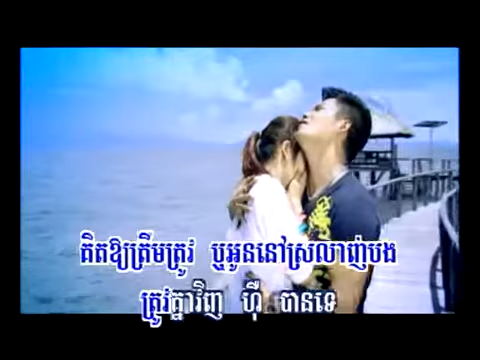 គិតឱ្យត្រឹមត្រូវ ឬអូននៅស្រលាញ់បង
ត្រូវគ្នាវិញ ហ៊ឺ បានទេ